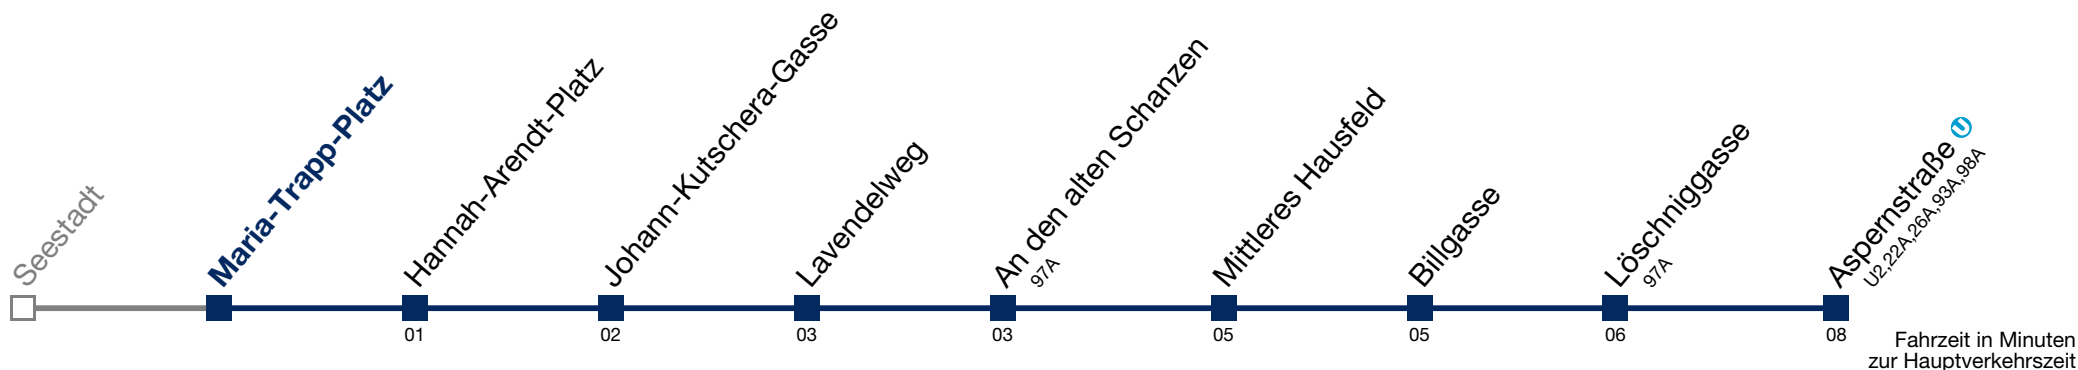 Seestadt
Maria-Trapp-Platz
Hannah-Arendt-Platz
Johann-Kutschera-Gasse
Lavendelweg
An den alten Schanzen
97A
Mittleres Hausfeld
Billgasse
Löschniggasse
97A
Aspernstraße U
U2,22A,26A,93A,98A
01
02
03
03
05
05
06
08
Fahrzeit in Minuten
zur Hauptverkehrszeit